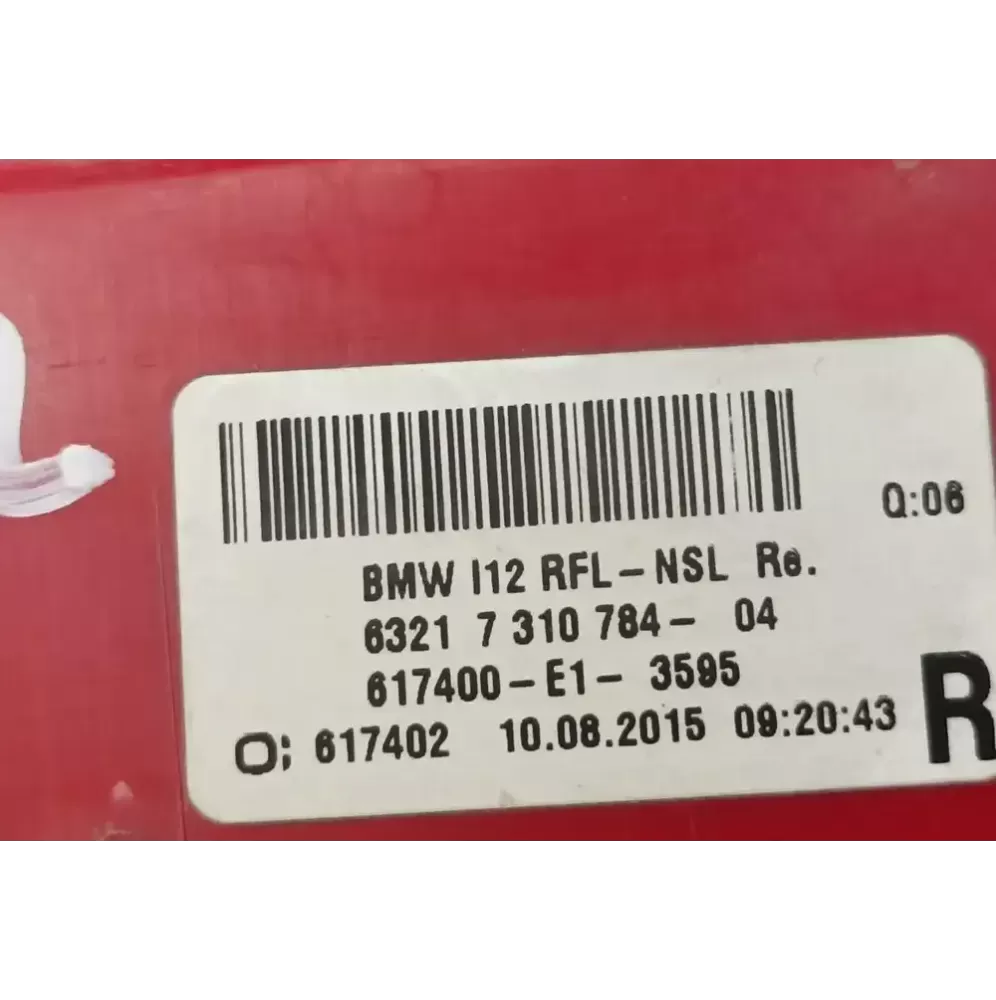 Q:06
BMW I12 RFL-NSL Re.
6321 7 310 784- 04
617400-E1- 3595
O; 617402 10.08.2015 09:20:43
R